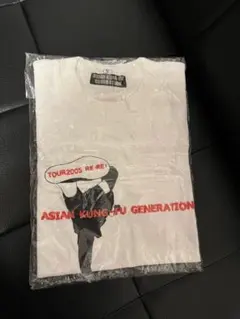 TOUR2005 RE:RE:
ASIAN KUNG-FU GENERATION